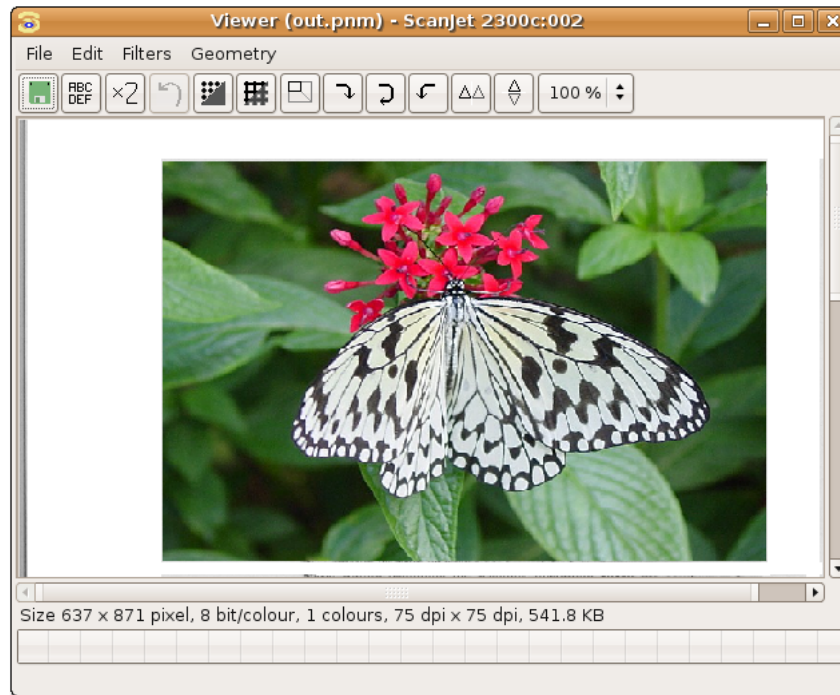 Viewer (out.pnm) - ScanJet 2300c:002
File Edit Filters Geometry
ABC
DEF
×2
100 %
Size 637 x 871 pixel, 8 bit/colour, 1 colours, 75 dpi x 75 dpi, 541.8 KB